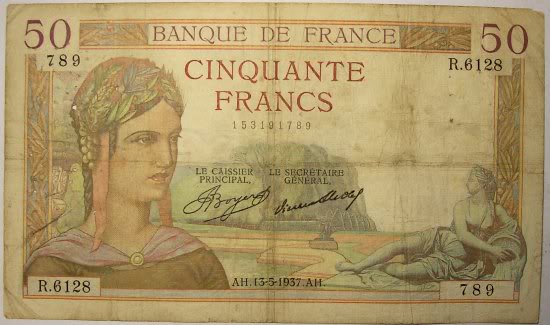 50 BANQUE DE FRANCE 50
789 R.6128
CINQUANTE
FRANCS
153191789
LE CAISSIER LE SECRÉTAIRE
PRINCIPAL, GÉNÉRAL,
R.6128 AH.13-5-1937.AH. 789